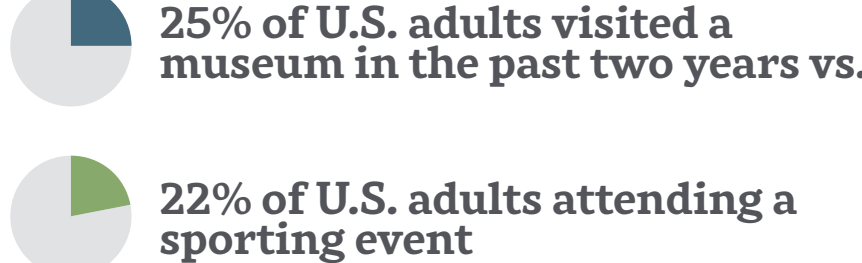 25% of U.S. adults visited a
museum in the past two years vs.
22% of U.S. adults attending a
sporting event